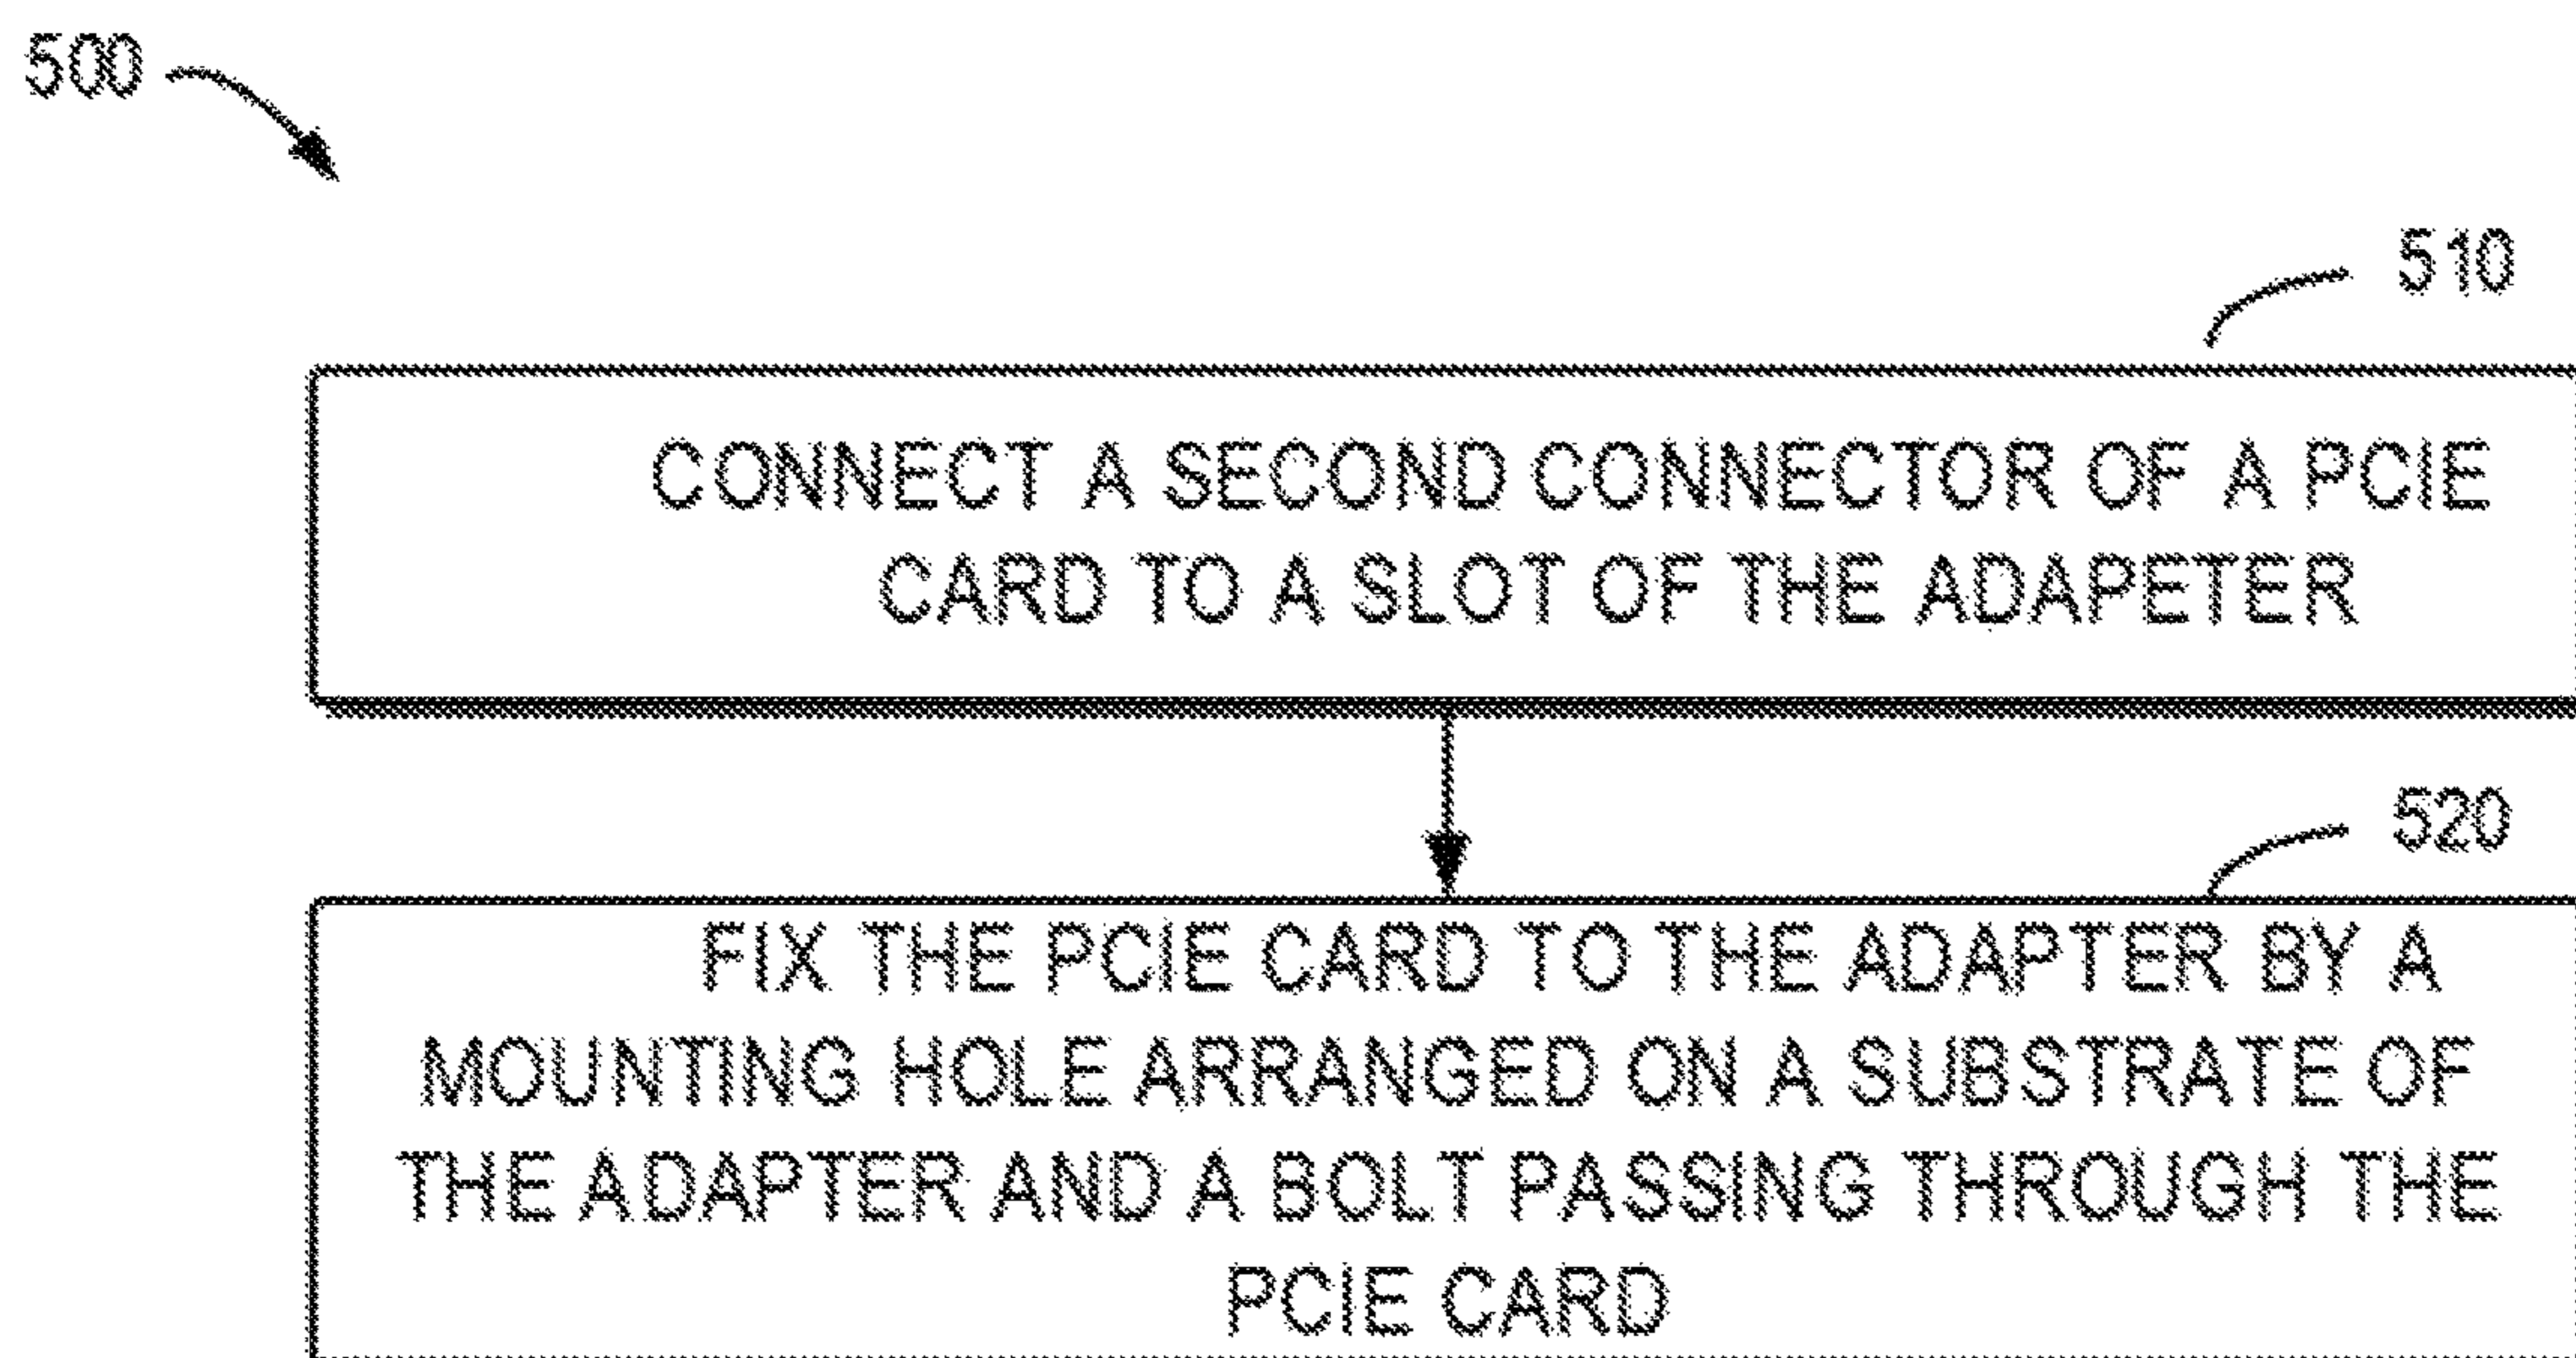 500
510
CONNECT A SECOND CONNECTOR OF A PCIE
CARD TO A SLOT OF THE ADAPETER
520
FIX THE PCIE CARD TO THE ADAPTER BY A
MOUNTING HOLE ARRANGED ON A SUBSTRATE OF
THE ADAPTER AND A BOLT PASSING THROUGH THE
PCIE CARD